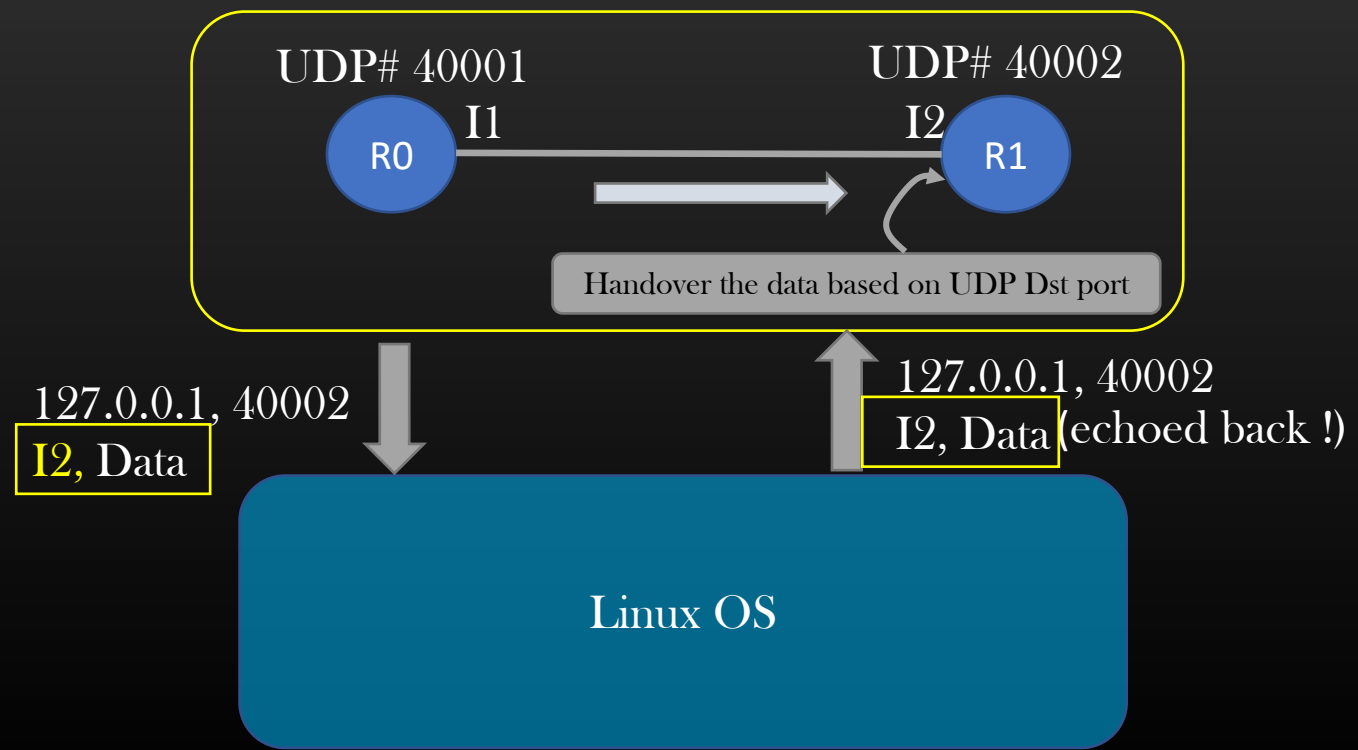 UDP# 40001
UDP# 40002
I1
I2
R0
R1
Handover the data based on UDP Dst port
127.0.0.1, 40002
I2, Data
127.0.0.1, 40002
I2, Data (echoed back !)
Linux OS